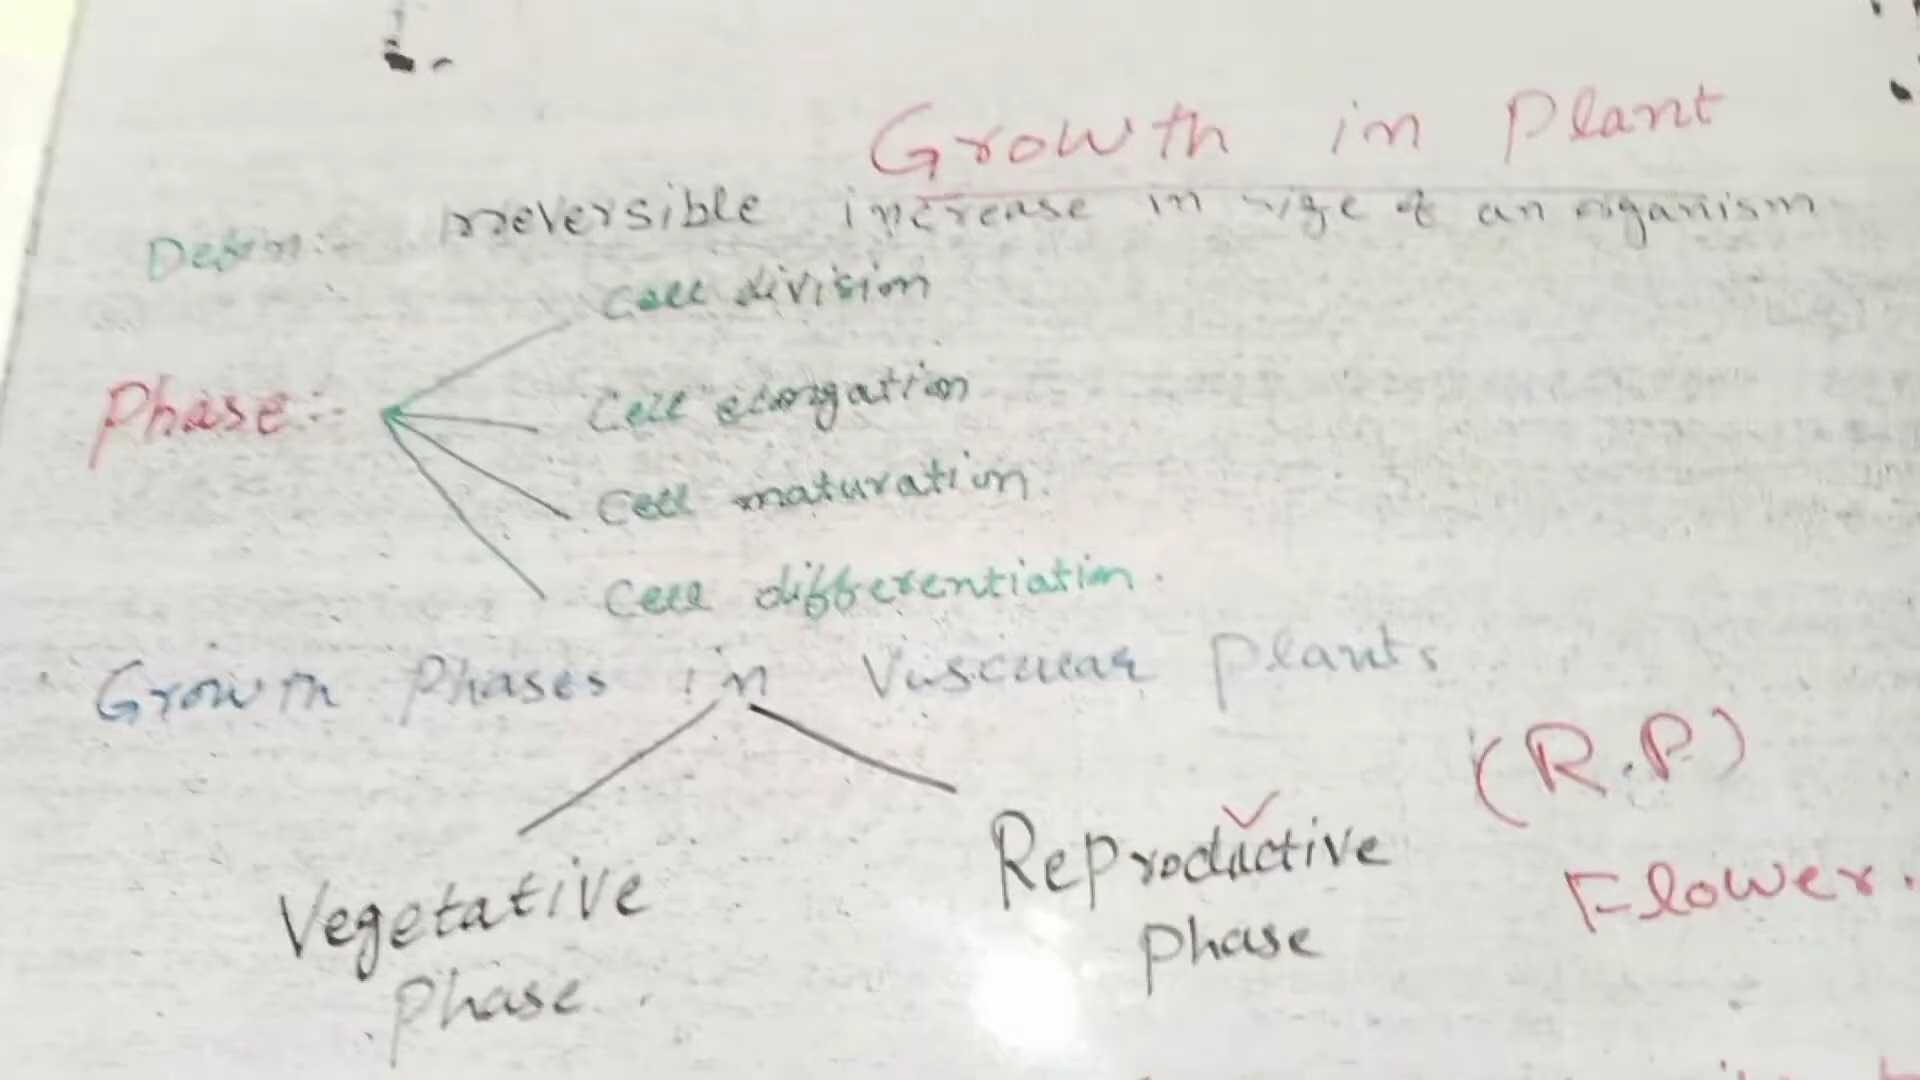 Growth in Plant
Defn:- irreversible increase in size of an organism
Cell division
Phase:-
Cell elongation
Cell maturation.
Cell differentiation.
Growth Phases in Vascular plants
(R.P)
Vegetative phase.
Reproductive phase
Flower.